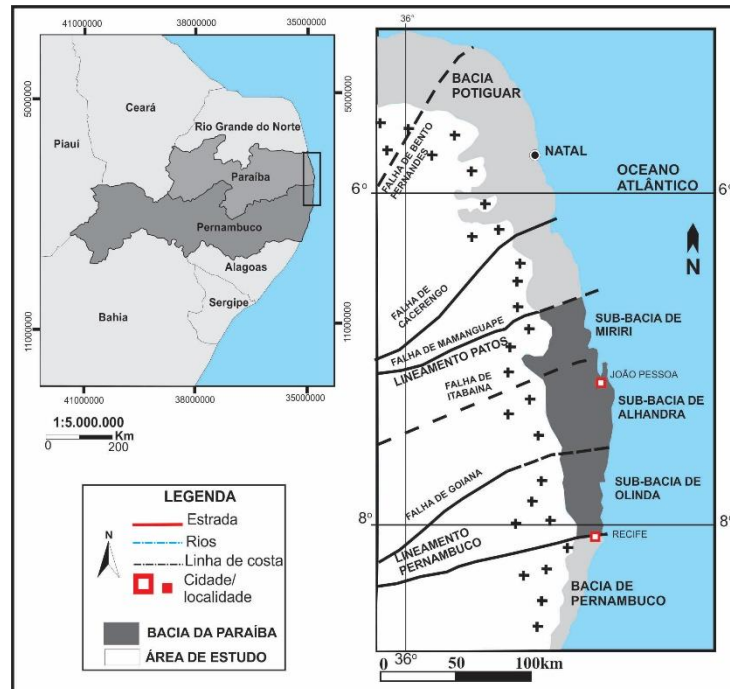 41000000
38000000
35000000
5000000
5000000
Ceará
Rio Grande do Norte
Piaui
Paraíba
Pernambuco
Alagoas
Sergipe
Bahia
11000000
11000000
41000000
38000000
35000000
1:5.000.000
Km
0
200
LEGENDA
N
Estrada
Rios
Linha de costa
Cidade/
localidade
BACIA DA PARAÍBA
ÁREA DE ESTUDO
36°
BACIA
POTIGUAR
FALHA DE BENTO
FERNANDES
NATAL
OCEANO
ATLÂNTICO
6°
6°
N
FALHA DE
CACERENGO
FALHA DE MAMANGUAPE
LINEAMENTO PATOS
SUB-BACIA DE
MIRIRI
FALHA DE
ITABAINA
JOÃO PESSOA
SUB-BACIA DE
ALHANDRA
FALHA DE GOIANA
SUB-BACIA DE
OLINDA
8°
8°
LINEAMENTO
PERNAMBUCO
RECIFE
BACIA DE
PERNAMBUCO
36°
0
50
100km